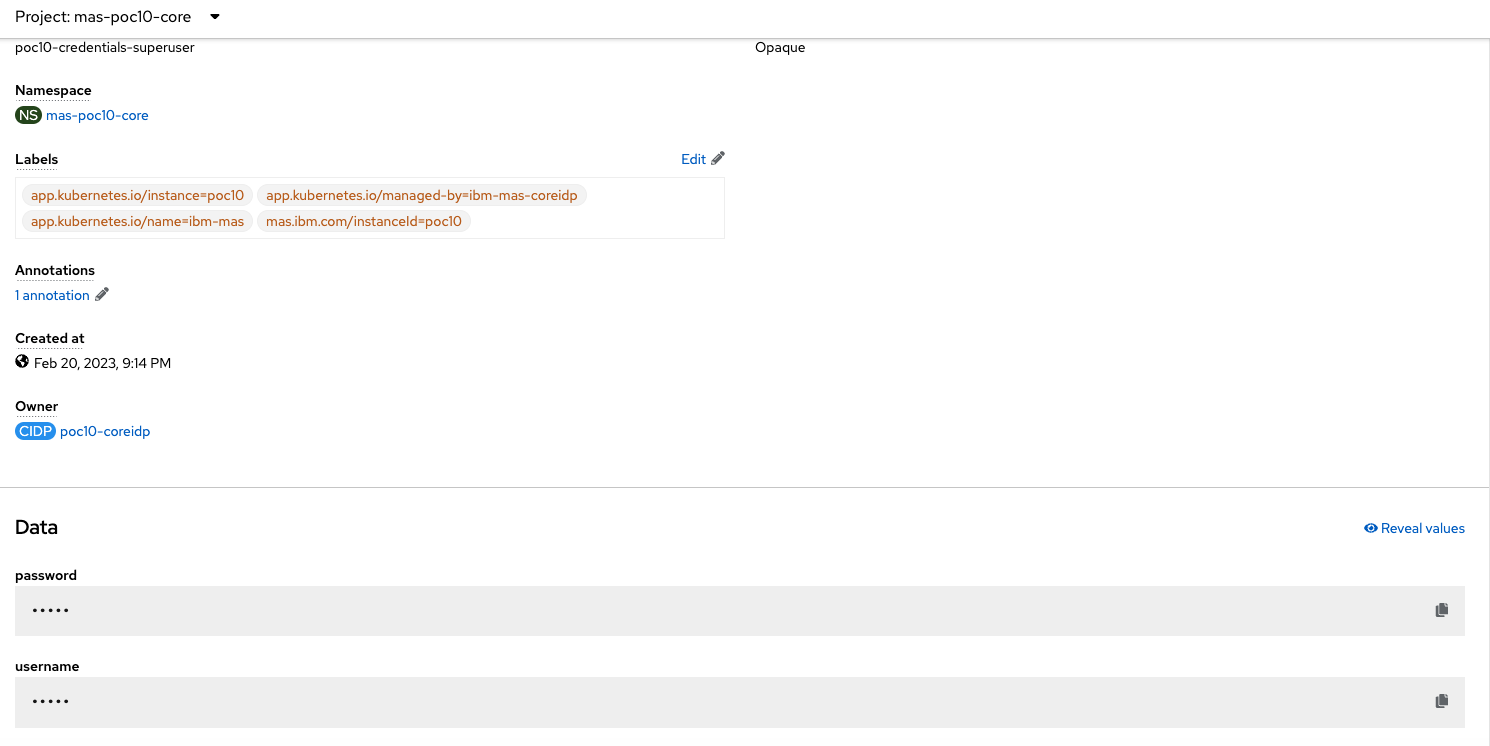 Project: mas-poc10-core
poc10-credentials-superuser Opaque
Namespace
NS mas-poc10-core
Labels Edit
app.kubernetes.io/instance=poc10 app.kubernetes.io/managed-by=ibm-mas-coreidp
app.kubernetes.io/name=ibm-mas mas.ibm.com/instanceId=poc10
Annotations
1 annotation
Created at
Feb 20, 2023, 9:14 PM
Owner
CIDP poc10-coreidp
Data Reveal values
password
•••••
username
•••••